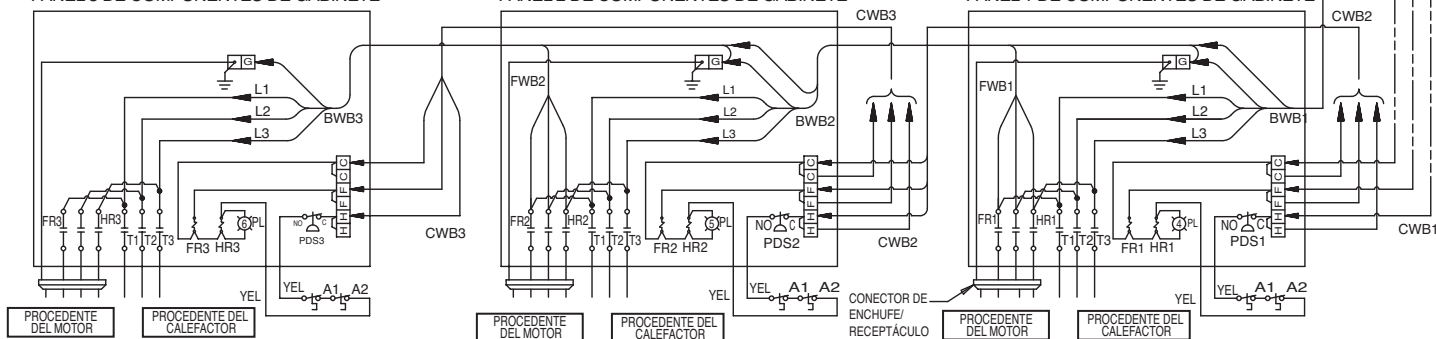 PANEL 3 DE COMPONENTES DE GABINETE
PANEL 2 DE COMPONENTES DE GABINETE
PANEL 1 DE COMPONENTES DE GABINETE
CWB3
CWB2
G
G
G
FWB2
FWB1
L1
L2
L3
L1
L2
L3
L1
L2
L3
BWB3
BWB2
BWB1
C
C
F
F
H
H
C
C
F
F
H
H
C
C
F
F
H
H
FR3
HR3
T1
T2
T3
FR3
HR3
6
PL
NO
C
PDS3
CWB3
FR2
HR2
T1
T2
T3
FR2
HR2
5
PL
NO
C
PDS2
CWB2
FR1
HR1
T1
T2
T3
FR1
HR1
4
PL
NO
C
PDS1
CWB1
YEL
YEL
A1
A2
YEL
YEL
A1
A2
YEL
YEL
A1
A2
PROCEDENTE
DEL MOTOR
PROCEDENTE DEL
CALEFACTOR
PROCEDENTE
DEL MOTOR
PROCEDENTE DEL
CALEFACTOR
CONECTOR DE
ENCHUFE/
RECEPTÁCULO
PROCEDENTE
DEL MOTOR
PROCEDENTE DEL
CALEFACTOR